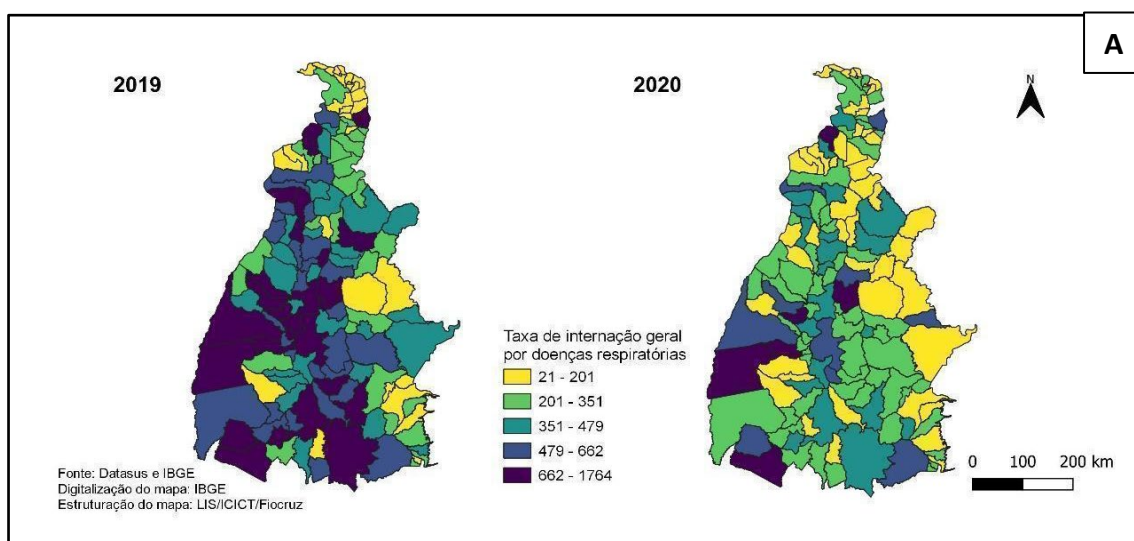 A
2019
2020
N
Taxa de internação geral
por doenças respiratórias
21 - 201
201 - 351
351 - 479
479 - 662
662 - 1764
Fonte: Datasus e IBGE
Digitalização do mapa: IBGE
Estruturação do mapa: LIS/ICICT/Fiocruz
0 100 200 km